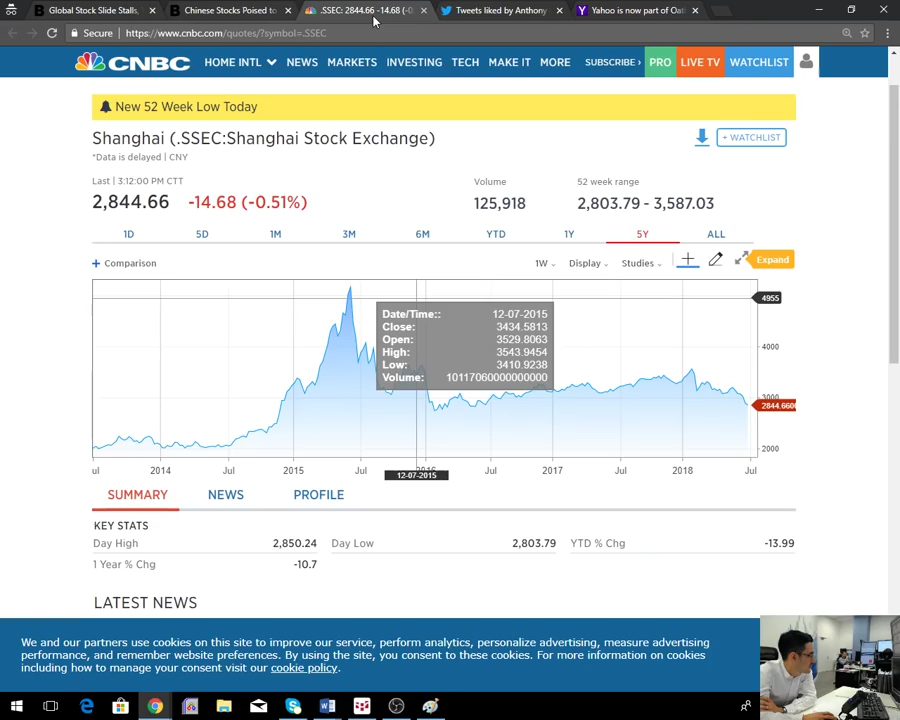 Global Stock Slide Stalls,
Chinese Stocks Poised to
.SSEC: 2844.66 -14.68 (-0
Tweets liked by Anthony
Yahoo is now part of Oat
Secure https://www.cnbc.com/quotes/?symbol=.SSEC
CNBC HOME INTL NEWS MARKETS INVESTING TECH MAKE IT MORE SUBSCRIBE › PRO LIVE TV WATCHLIST
New 52 Week Low Today
Shanghai (.SSEC:Shanghai Stock Exchange)
+ WATCHLIST
*Data is delayed | CNY
Last | 3:12:00 PM CTT Volume 52 week range
2,844.66 -14.68 (-0.51%) 125,918 2,803.79 - 3,587.03
1D 5D 1M 3M 6M YTD 1Y 5Y ALL
+ Comparison 1W Display Studies Expand
4955
Date/Time:: 12-07-2015
Close: 3434.5813
Open: 3529.8063
High: 3543.9454
Low: 3410.9238
Volume: 10117060000000000
4000
3000
2844.6600
2000
ul 2014 Jul 2015 Jul 2016 Jul 2017 Jul 2018 Jul
12-07-2015
SUMMARY NEWS PROFILE
KEY STATS
Day High 2,850.24 Day Low 2,803.79 YTD % Chg -13.99
1 Year % Chg -10.7
LATEST NEWS
We and our partners use cookies on this site to improve our service, perform analytics, personalize advertising, measure advertising
performance, and remember website preferences. By using the site, you consent to these cookies. For more information on cookies
including how to manage your consent visit our cookie policy.